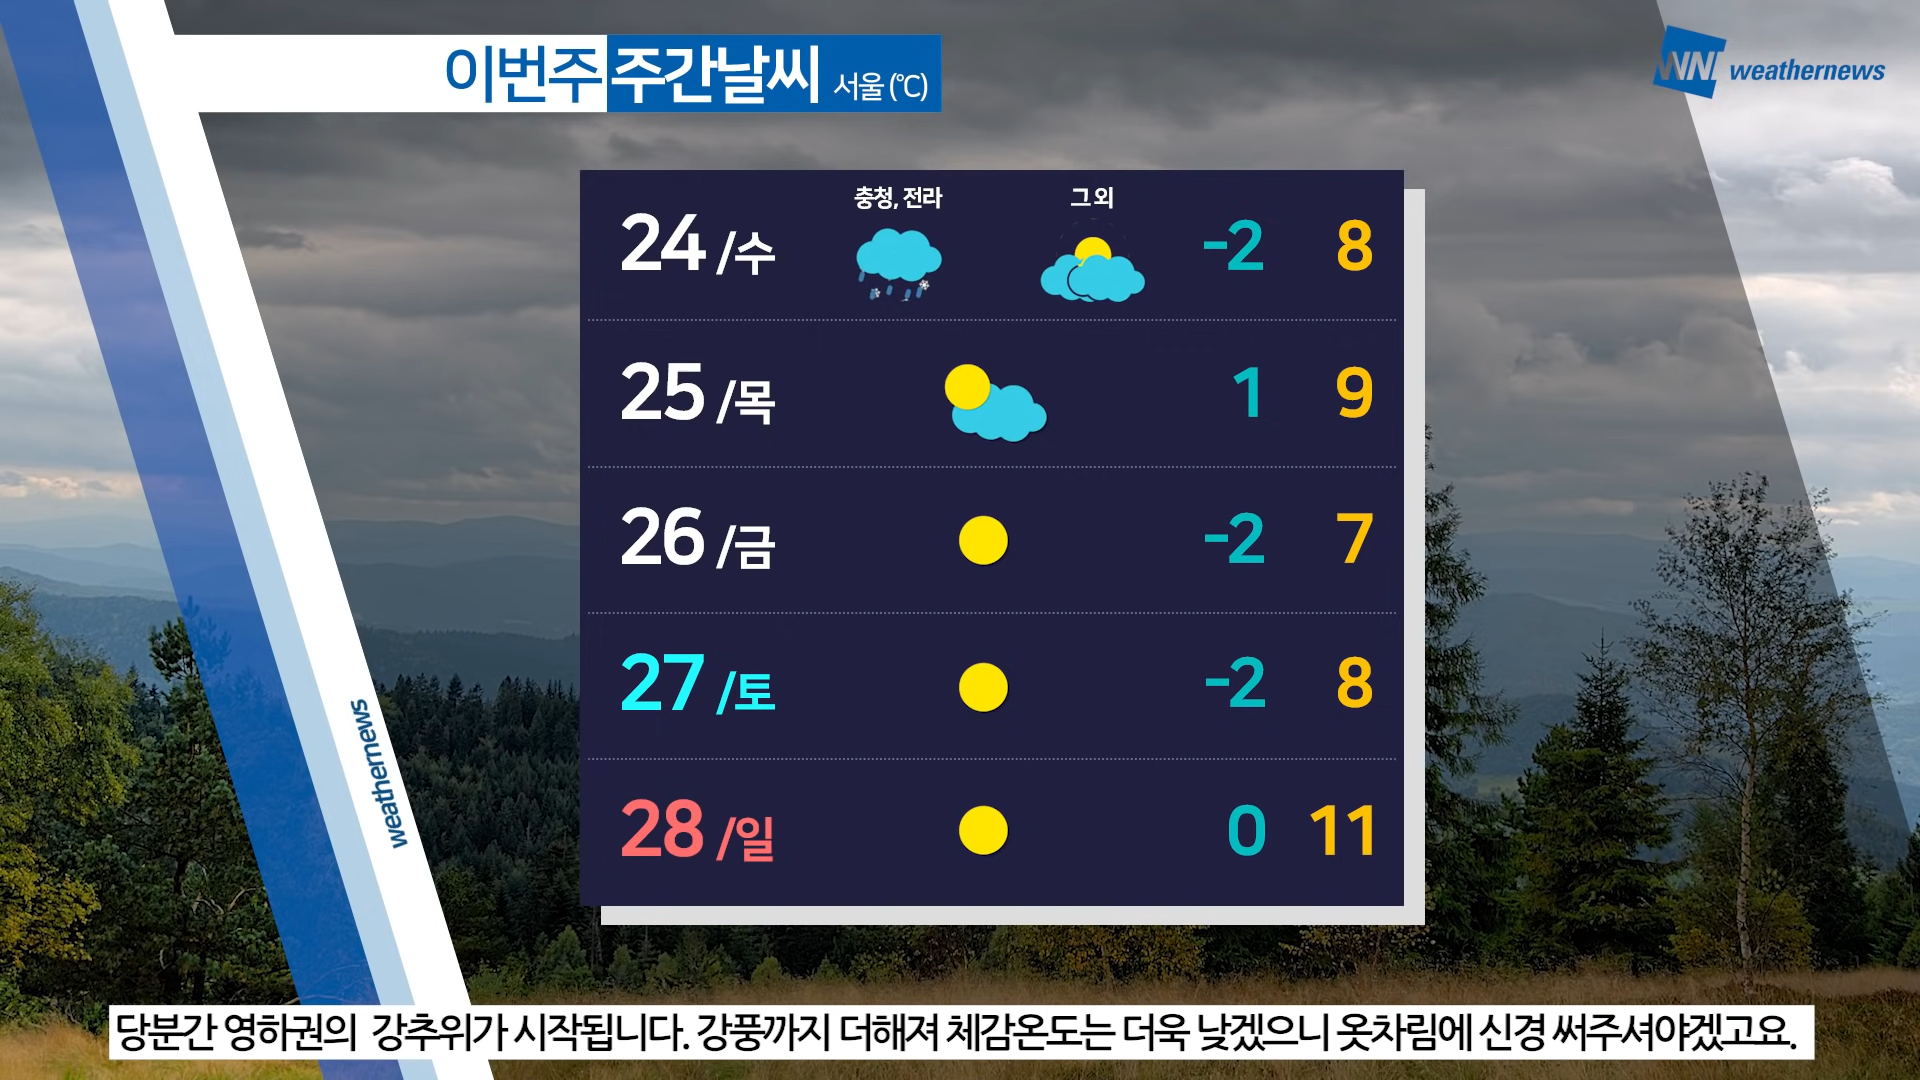 이번주 주간날씨 서울 (℃)
WNI weathernews
충청, 전라
그 외
24 /수 -2 8
25 /목 1 9
26 /금 -2 7
27 /토 -2 8
28 /일 0 11
weathernews
당분간 영하권의 강추위가 시작됩니다. 강풍까지 더해져 체감온도는 더욱 낮겠으니 옷차림에 신경 써주셔야겠고요.